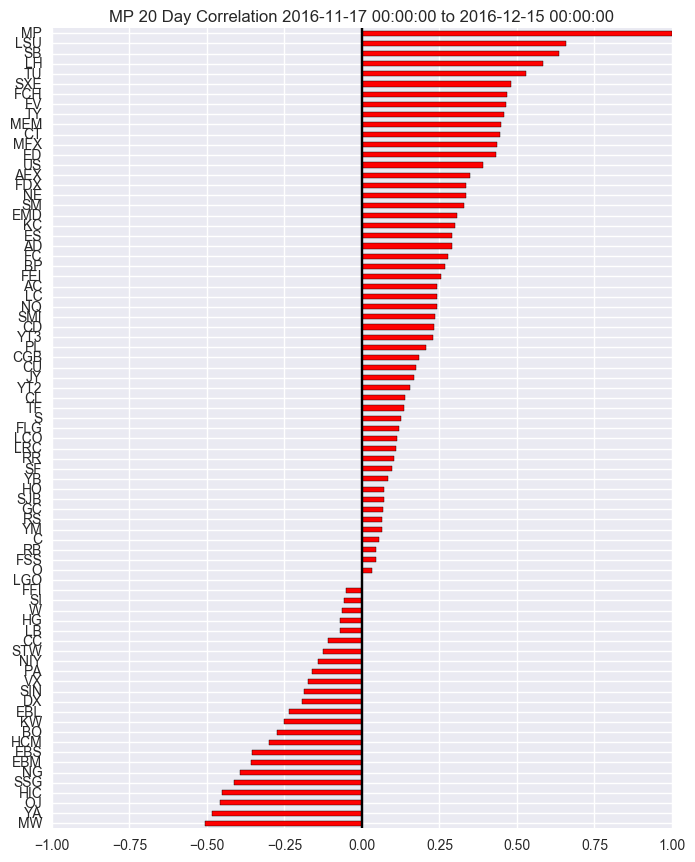 MP 20 Day Correlation 2016-11-17 00:00:00 to 2016-12-15 00:00:00
MP
LSU
SB
LH
TU
SXE
FCH
EV
TY
MEM
CT
MFX
ED
US
AEX
FDX
NE
SM
EMD
KC
ES
AD
FC
BP
FEI
AC
LC
NQ
SMI
CD
YT3
PL
CGB
CU
JY
YT2
CL
TF
S
FLG
LCO
LRC
RR
SF
YB
HO
SJB
GC
RS
YM
C
RB
FSS
O
LGO
FFI
SI
W
HG
LB
CC
STW
NIY
PA
VX
SIN
DX
EBL
KW
BO
HCM
EBS
EBM
NG
SSG
HIC
OJ
YA
MW
−1.00 −0.75 −0.50 −0.25 0.00 0.25 0.50 0.75 1.00